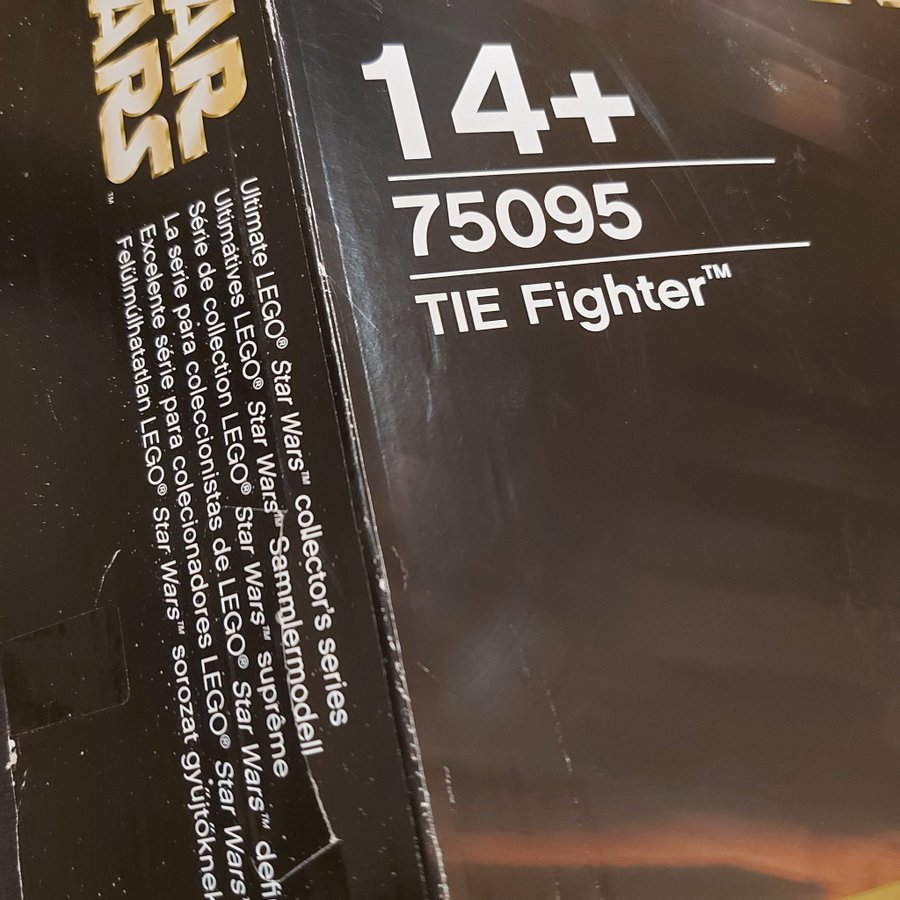 WARS
14+
75095
TIE Fighter™
Ultimate LEGO® Star Wars™ collector's series
Ultimatives LEGO® Star Wars™ Sammlermodell
Série de collection LEGO® Star Wars™ suprême
La serie para coleccionistas de LEGO® Star Wars™
Excelente série para colecionadores LEGO® Star Wars
Felülmúlhatatlan LEGO® Star Wars™ sorozat gyűjtőknek